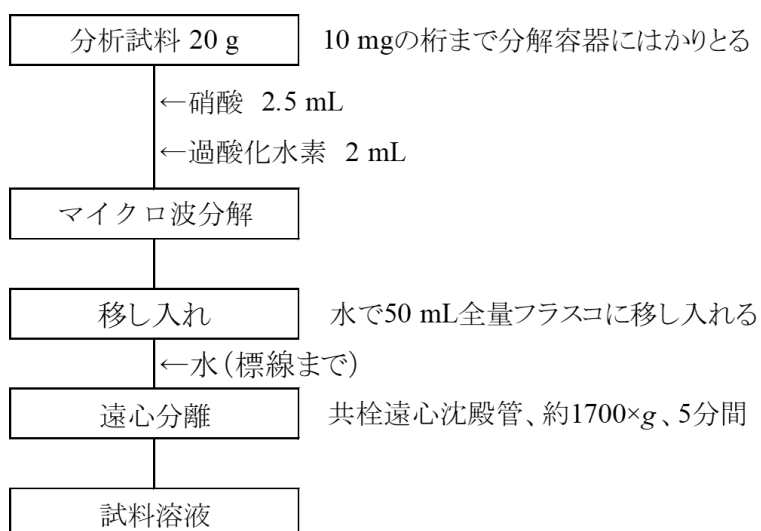 分析試料 20 g 10 mgの桁まで分解容器にはかりとる
←硝酸 2.5 mL
←過酸化水素 2 mL
マイクロ波分解
移し入れ 水で50 mL全量フラスコに移し入れる
←水(標線まで)
遠心分離 共栓遠心沈殿管、約1700×g、5分間
試料溶液